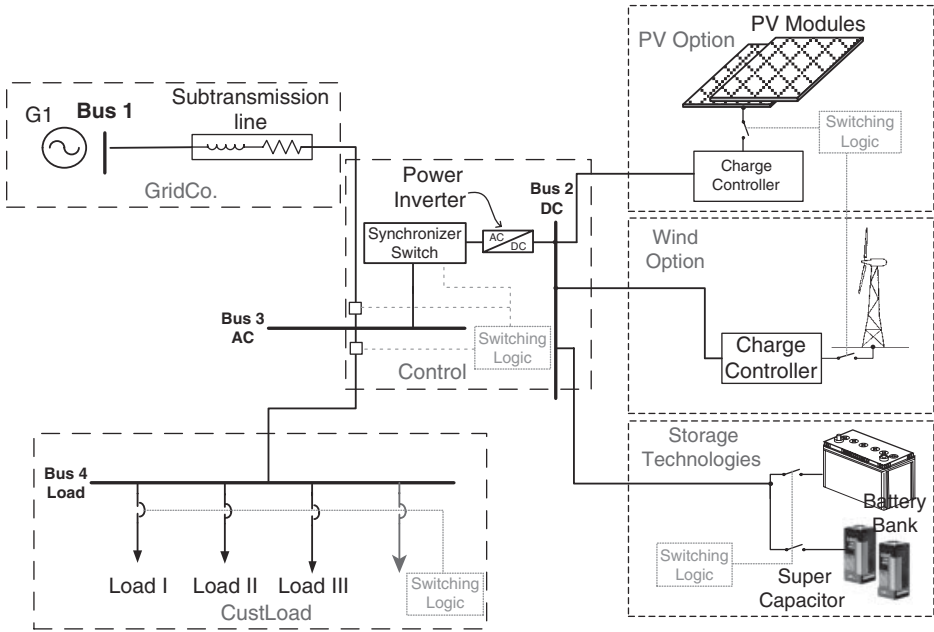 PV Modules
PV Option
Switching
Logic
Charge
Controller
G1
Bus 1
Subtransmission
line
GridCo.
Power
Inverter
Bus 2
DC
Synchronizer
Switch
AC
DC
Bus 3
AC
Switching
Logic
Control
Wind
Option
Charge
Controller
Storage
Technologies
Battery
Bank
Switching
Logic
Super
Capacitor
Bus 4
Load
Load I
Load II
Load III
Switching
Logic
CustLoad